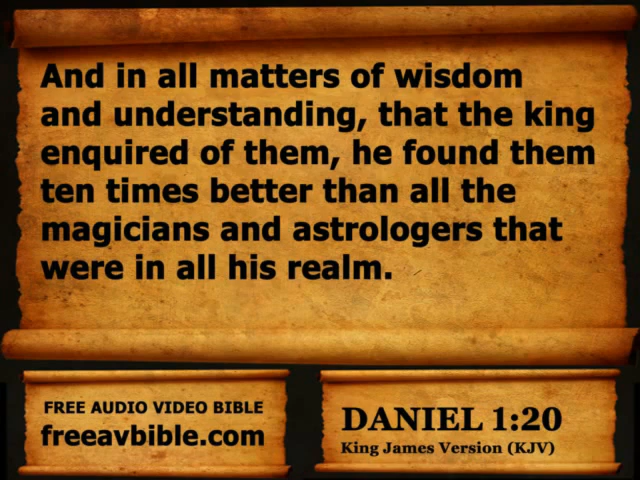 And in all matters of wisdom
and understanding, that the king
enquired of them, he found them
ten times better than all the
magicians and astrologers that
were in all his realm.
FREE AUDIO VIDEO BIBLE
freeavbible.com
DANIEL 1:20
King James Version (KJV)